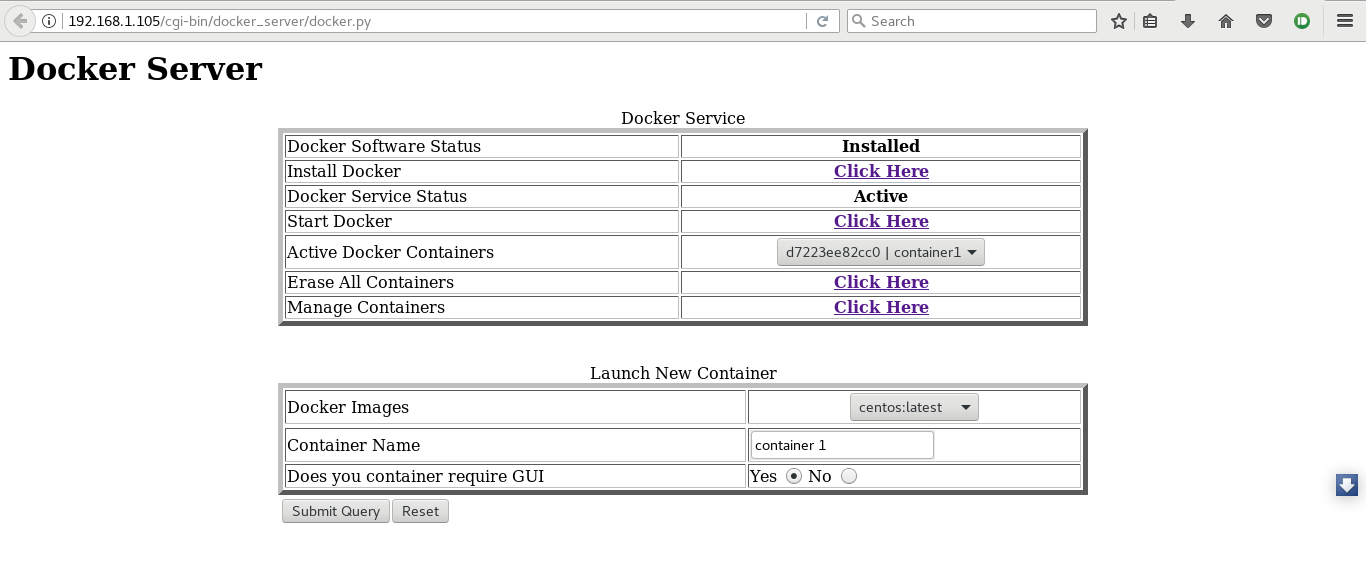 192.168.1.105/cgi-bin/docker_server/docker.py Search
Docker Server
Docker Service
Docker Software Status Installed
Install Docker Click Here
Docker Service Status Active
Start Docker Click Here
Active Docker Containers d7223ee82cc0 | container1
Erase All Containers Click Here
Manage Containers Click Here
Launch New Container
Docker Images centos:latest
Container Name container 1
Does you container require GUI Yes No
Submit Query Reset